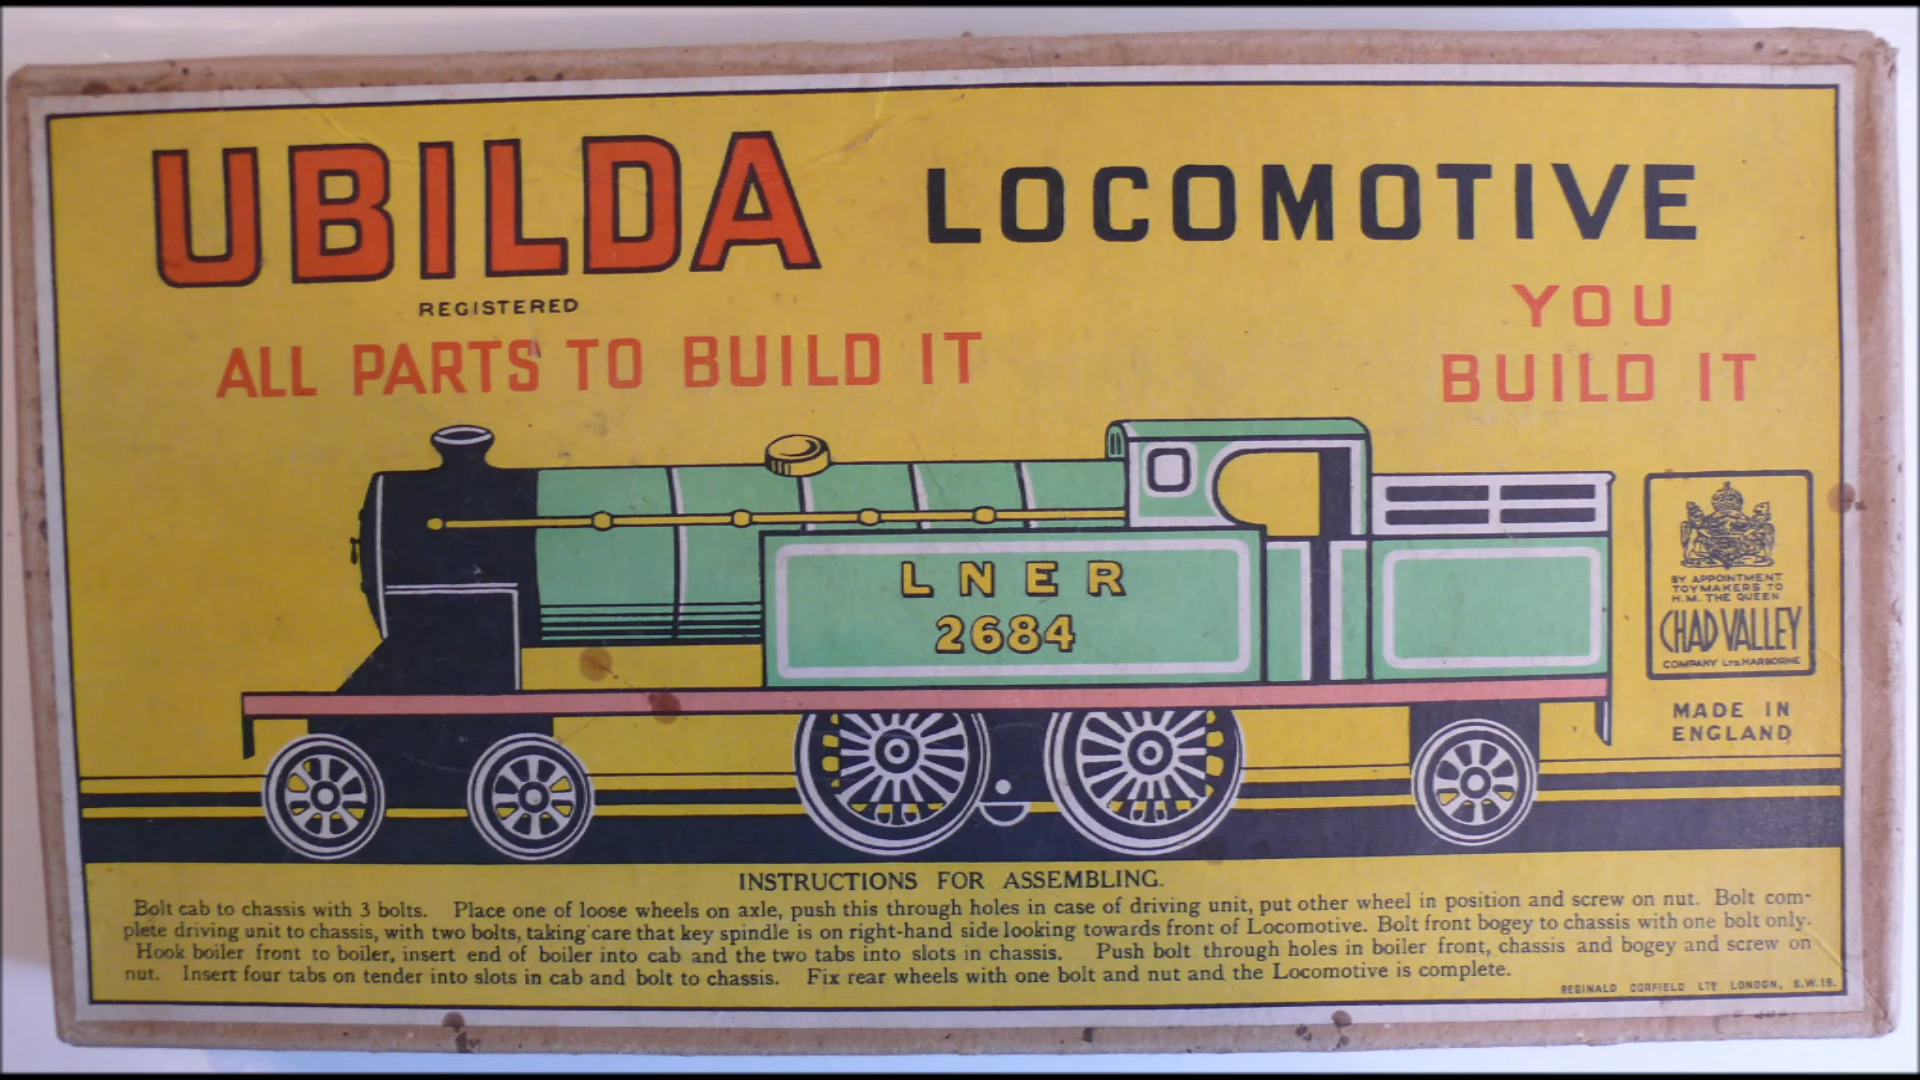 UBILDA LOCOMOTIVE
REGISTERED
ALL PARTS TO BUILD IT
YOU
BUILD IT
LNER
2684
BY APPOINTMENT
TOYMAKERS TO
H.M. THE QUEEN
CHAD VALLEY
COMPANY LTD HARBORNE
MADE IN
ENGLAND
INSTRUCTIONS FOR ASSEMBLING.
Bolt cab to chassis with 3 bolts. Place one of loose wheels on axle, push this through holes in case of driving unit, put other wheel in position and screw on nut. Bolt com-
plete driving unit to chassis, with two bolts, taking care that key spindle is on right-hand side looking towards front of Locomotive. Bolt front bogey to chassis with one bolt only.
Hook boiler front to boiler, insert end of boiler into cab and the two tabs into slots in chassis. Push bolt through holes in boiler front, chassis and bogey and screw on
nut. Insert four tabs on tender into slots in cab and bolt to chassis. Fix rear wheels with one bolt and nut and the Locomotive is complete.
REGINALD CORFIELD LTD LONDON, S.W.18.